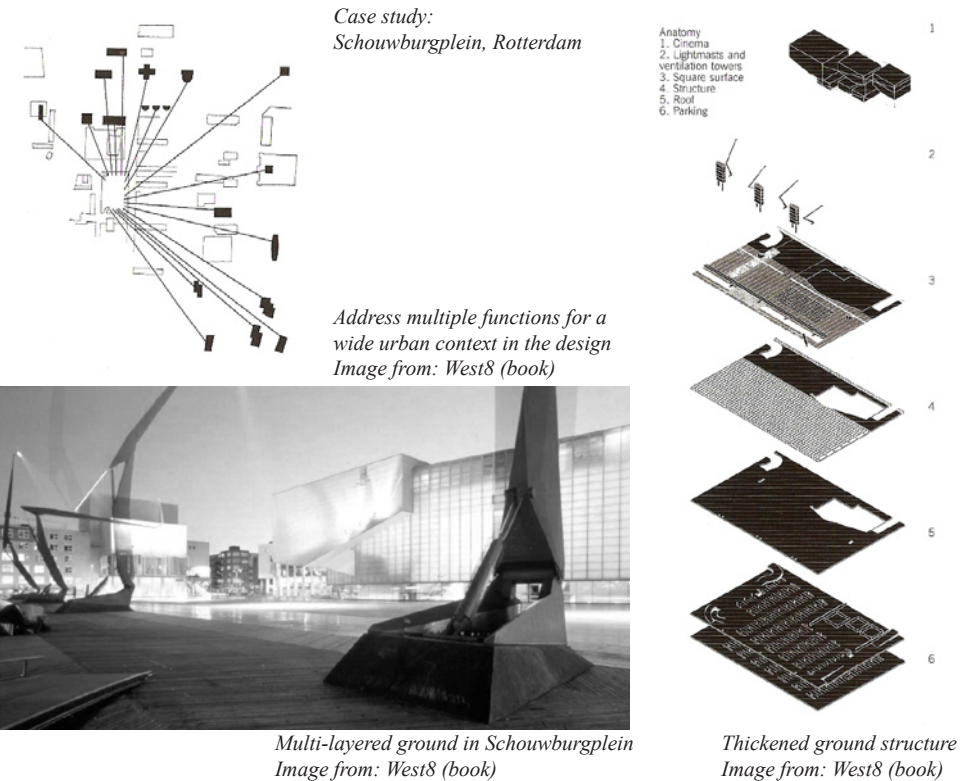 Case study:
Schouwburgplein, Rotterdam
Address multiple functions for a
wide urban context in the design
Image from: West8 (book)
Multi-layered ground in Schouwburgplein
Image from: West8 (book)
Anatomy
1. Cinema
2. Lightmasts and
ventilation towers
3. Square surface
4. Structure
5. Roof
6. Parking
1
2
3
4
5
6
Thickened ground structure
Image from: West8 (book)